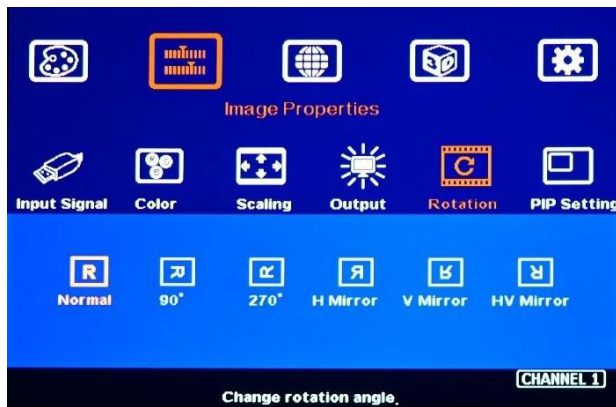 3D
Image Properties
R G B
Input Signal Color Scaling Output Rotation PIP Setting
R R R R R R
Normal 90° 270° H Mirror V Mirror HV Mirror
CHANNEL 1
Change rotation angle.